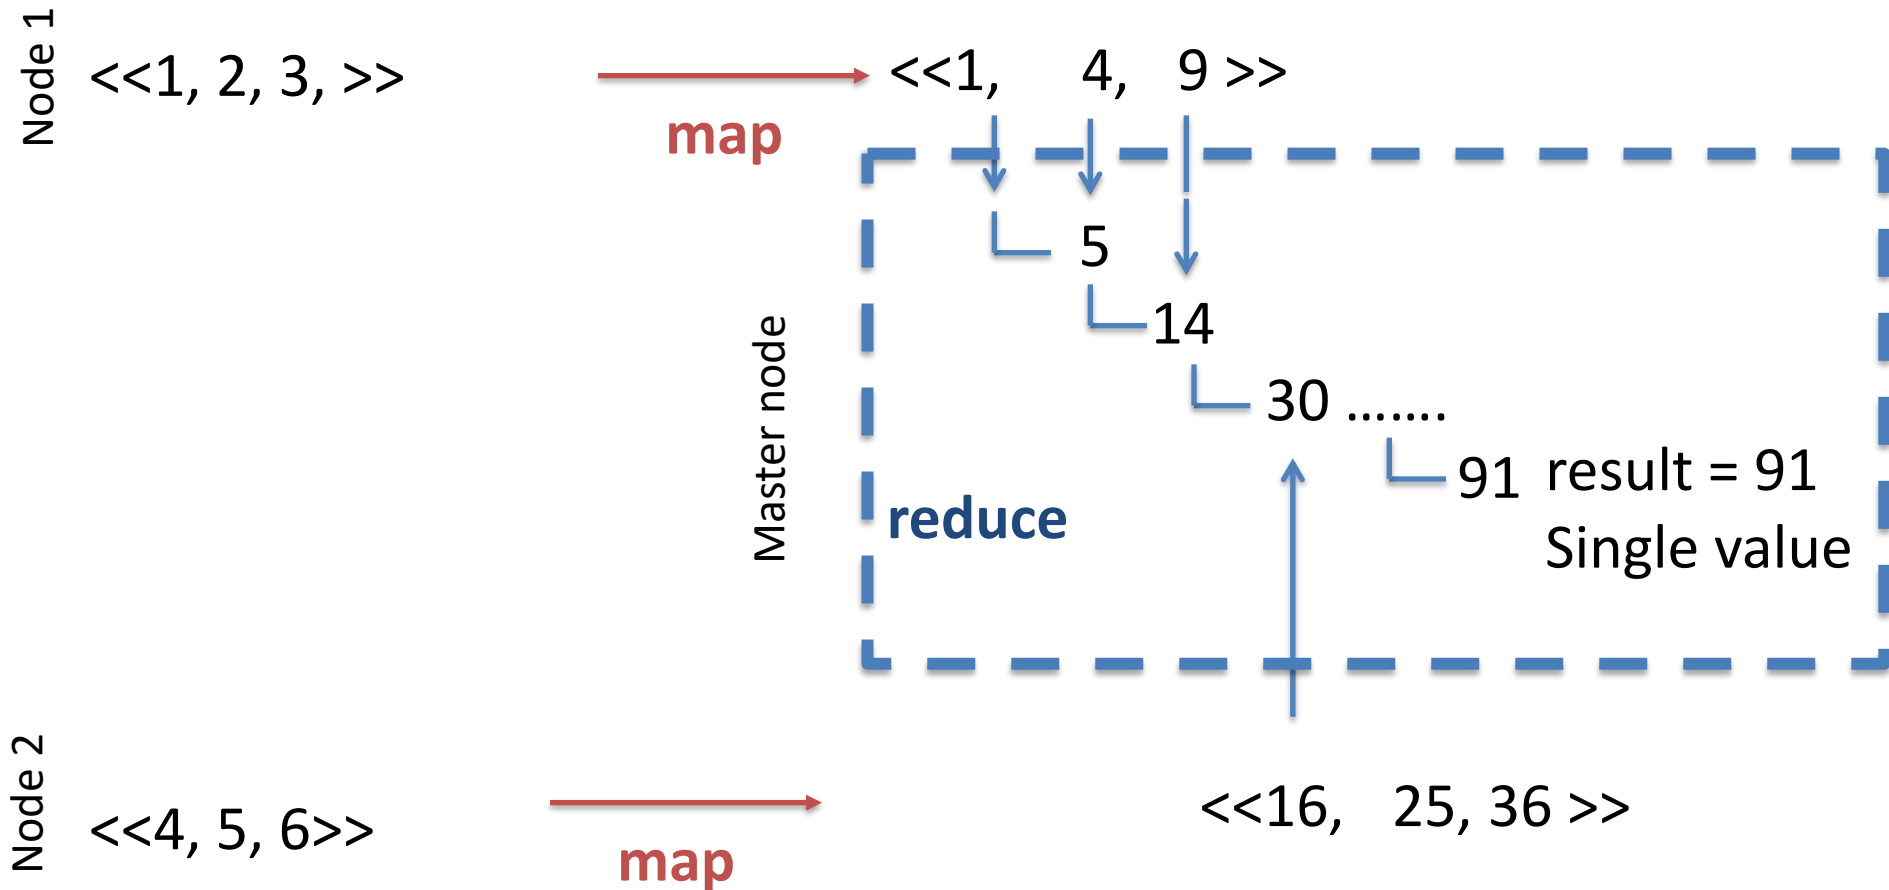 Node 1
<<1, 2, 3, >>
map
<<1, 4, 9 >>
Master node
5
14
30 .......
91 result = 91
Single value
reduce
Node 2
<<4, 5, 6>>
map
<<16, 25, 36 >>